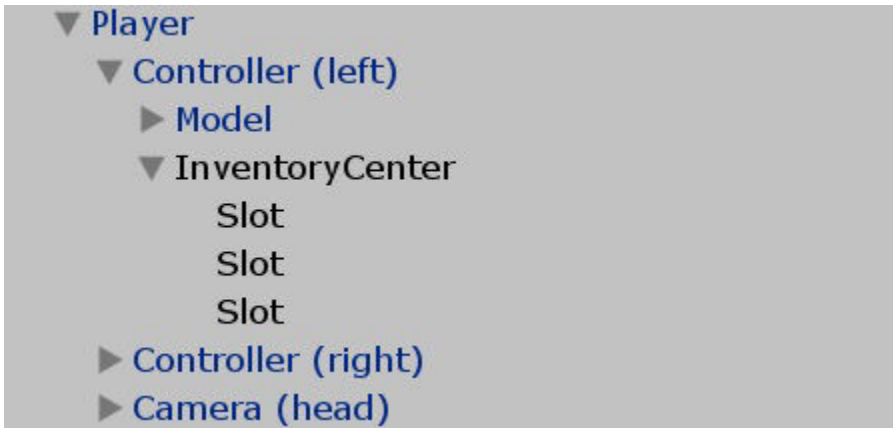 Player
Controller (left)
Model
InventoryCenter
Slot
Slot
Slot
Controller (right)
Camera (head)